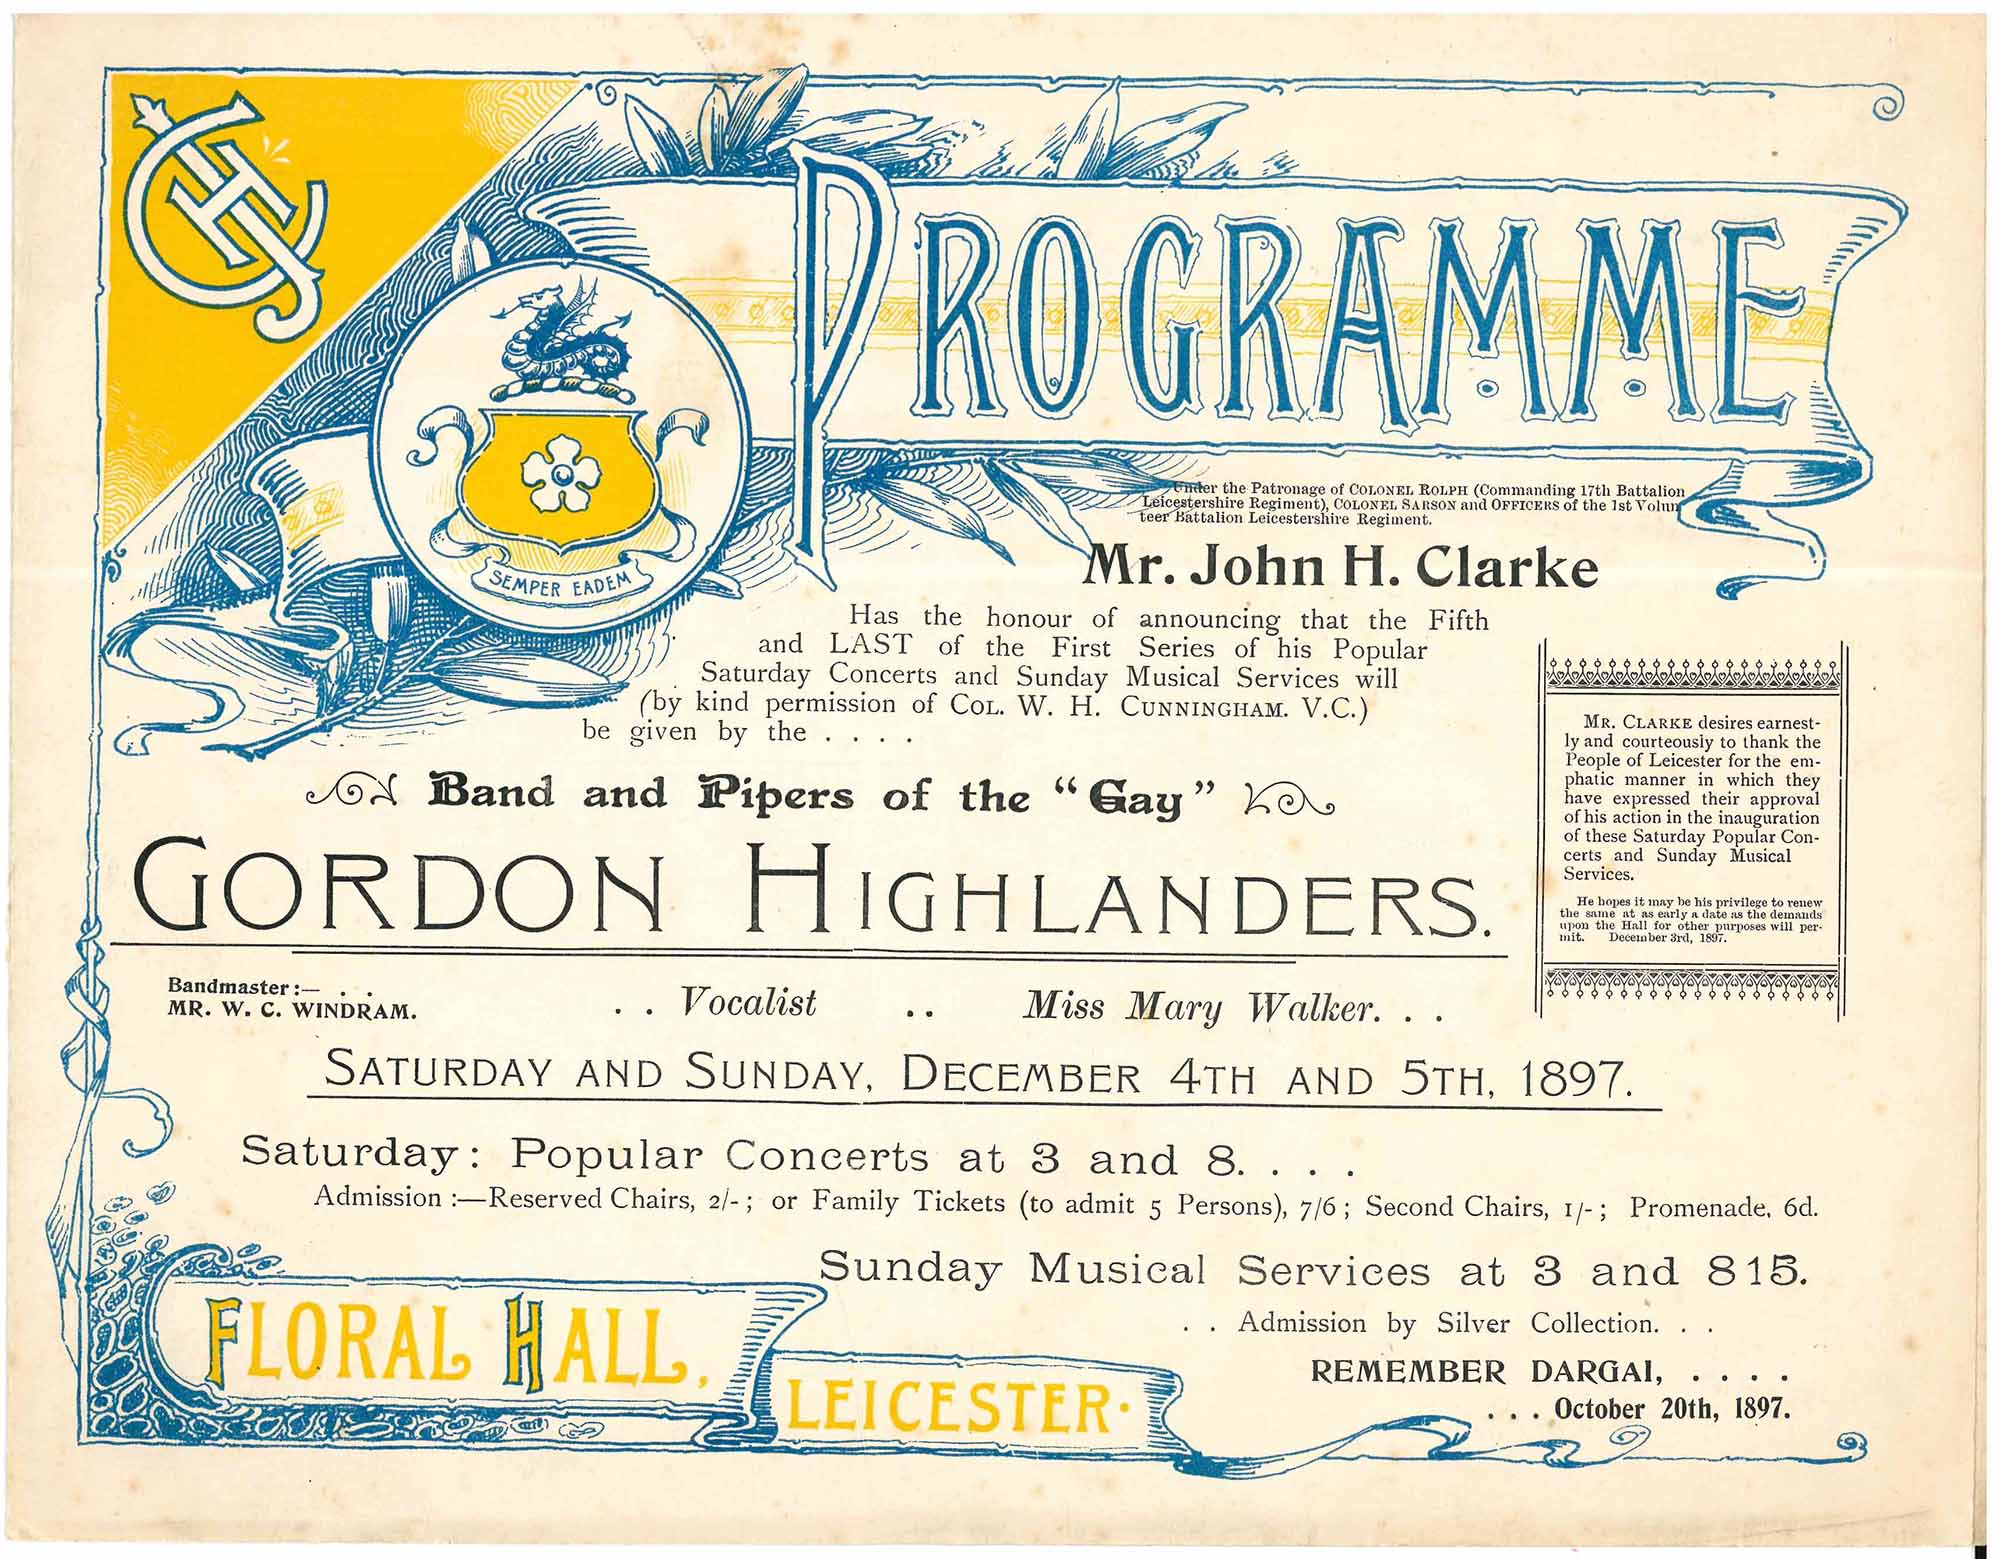 PROGRAMME
SEMPER EADEM
Under the Patronage of COLONEL ROLPH (Commanding 17th Battalion
Leicestershire Regiment), COLONEL SARSON and OFFICERS of the 1st Volun
teer Battalion Leicestershire Regiment.
Mr. John H. Clarke
Has the honour of announcing that the Fifth
and LAST of the First Series of his Popular
Saturday Concerts and Sunday Musical Services will
(by kind permission of COL. W. H. CUNNINGHAM. V.C.)
be given by the . . . .
Band and Pipers of the "Gay"
GORDON HIGHLANDERS.
MR. CLARKE desires earnest-
ly and courteously to thank the
People of Leicester for the em-
phatic manner in which they
have expressed their approval
of his action in the inauguration
of these Saturday Popular Con-
certs and Sunday Musical
Services.
He hopes it may be his privilege to renew
the same at as early a date as the demands
upon the Hall for other purposes will per-
mit. December 3rd, 1897.
Bandmaster:— . .
MR. W. C. WINDRAM.
. . Vocalist . . Miss Mary Walker. . .
SATURDAY AND SUNDAY, DECEMBER 4TH AND 5TH, 1897.
Saturday: Popular Concerts at 3 and 8. . . .
Admission :—Reserved Chairs, 2/- ; or Family Tickets (to admit 5 Persons), 7/6 ; Second Chairs, 1/- ; Promenade, 6d.
Sunday Musical Services at 3 and 815.
. . Admission by Silver Collection. . .
REMEMBER DARGAI, . . . .
. . . October 20th, 1897.
FLORAL HALL,
LEICESTER.